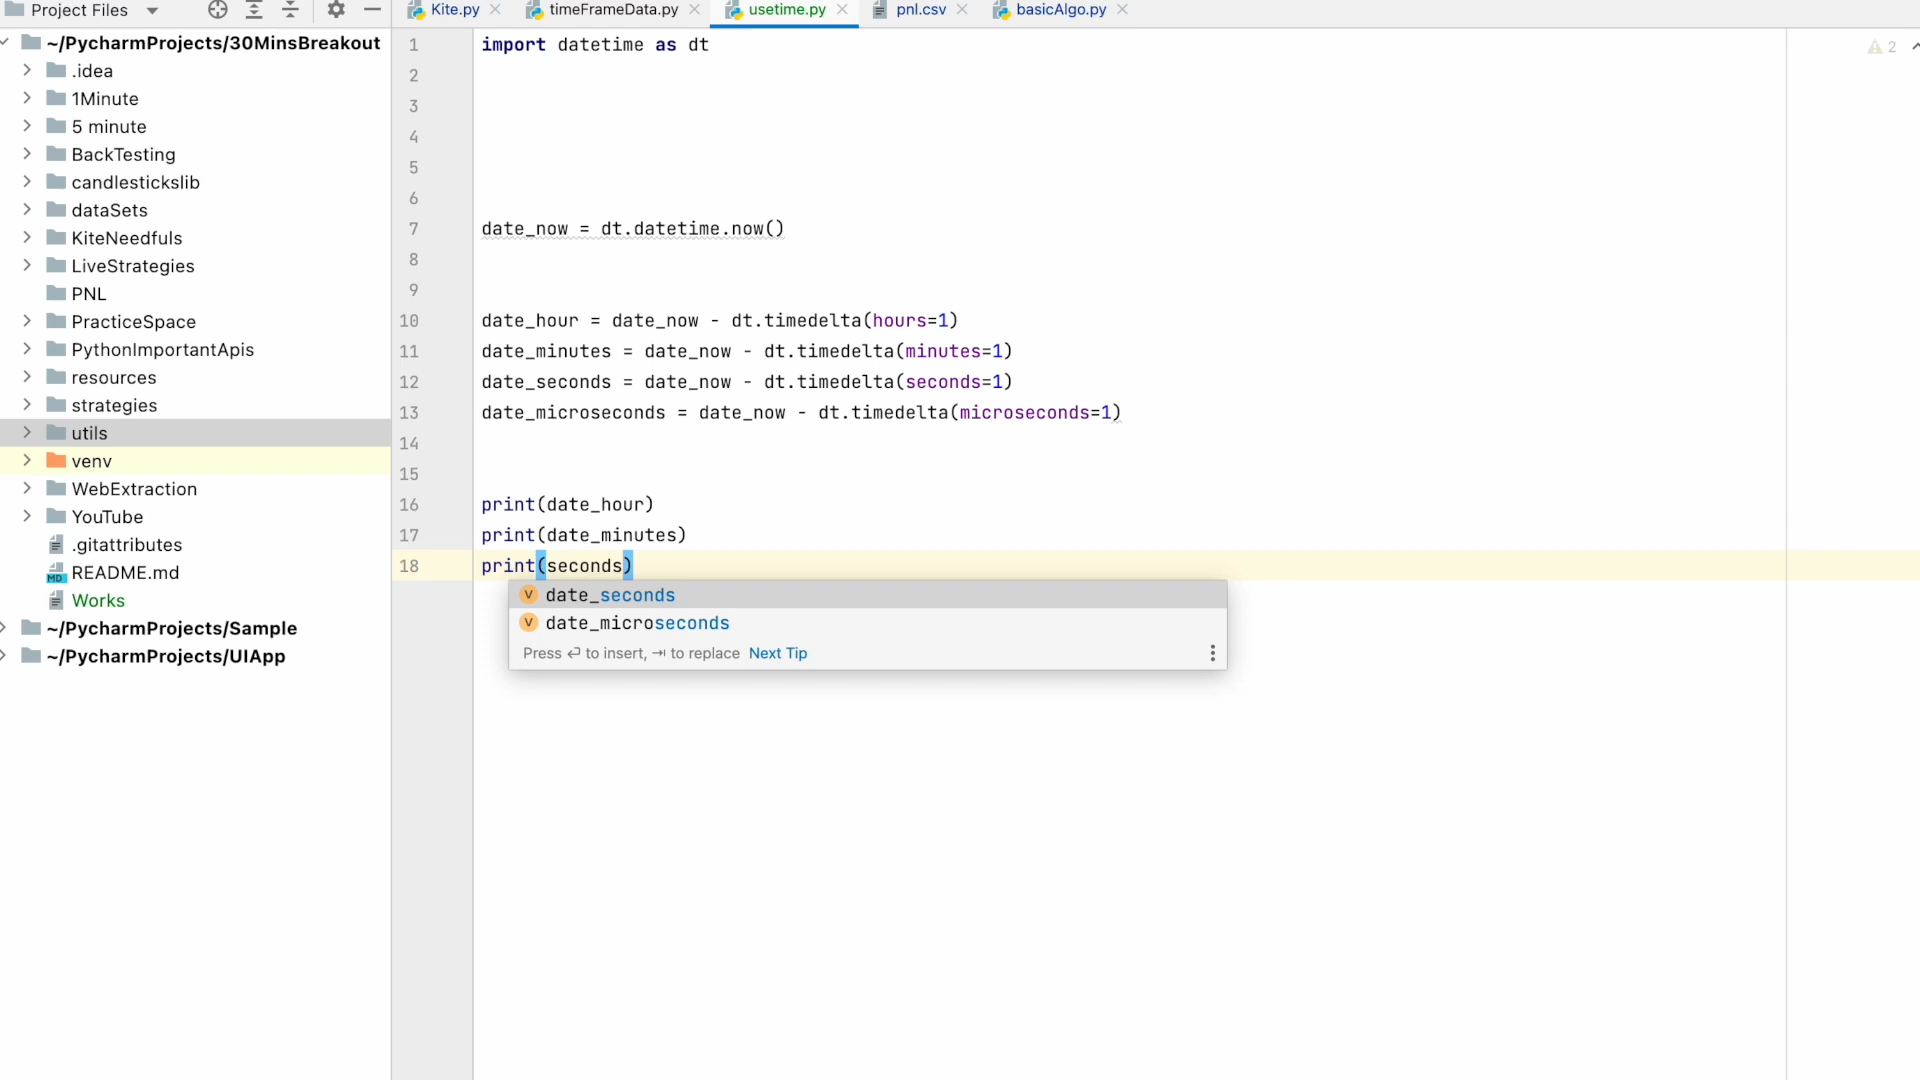 Project Files
Kite.py
timeFrameData.py
usetime.py
pnl.csv
basicAlgo.py
~/PycharmProjects/30MinsBreakout
.idea
1Minute
5 minute
BackTesting
candlestickslib
dataSets
KiteNeedfuls
LiveStrategies
PNL
PracticeSpace
PythonImportantApis
resources
strategies
utils
venv
WebExtraction
YouTube
.gitattributes
MD README.md
Works
~/PycharmProjects/Sample
~/PycharmProjects/UIApp
2
1 import datetime as dt
2
3
4
5
6
7 date_now = dt.datetime.now()
8
9
10 date_hour = date_now - dt.timedelta(hours=1)
11 date_minutes = date_now - dt.timedelta(minutes=1)
12 date_seconds = date_now - dt.timedelta(seconds=1)
13 date_microseconds = date_now - dt.timedelta(microseconds=1)
14
15
16 print(date_hour)
17 print(date_minutes)
18 print(seconds)
V date_seconds
V date_microseconds
Press ↵ to insert, ⇥ to replace Next Tip